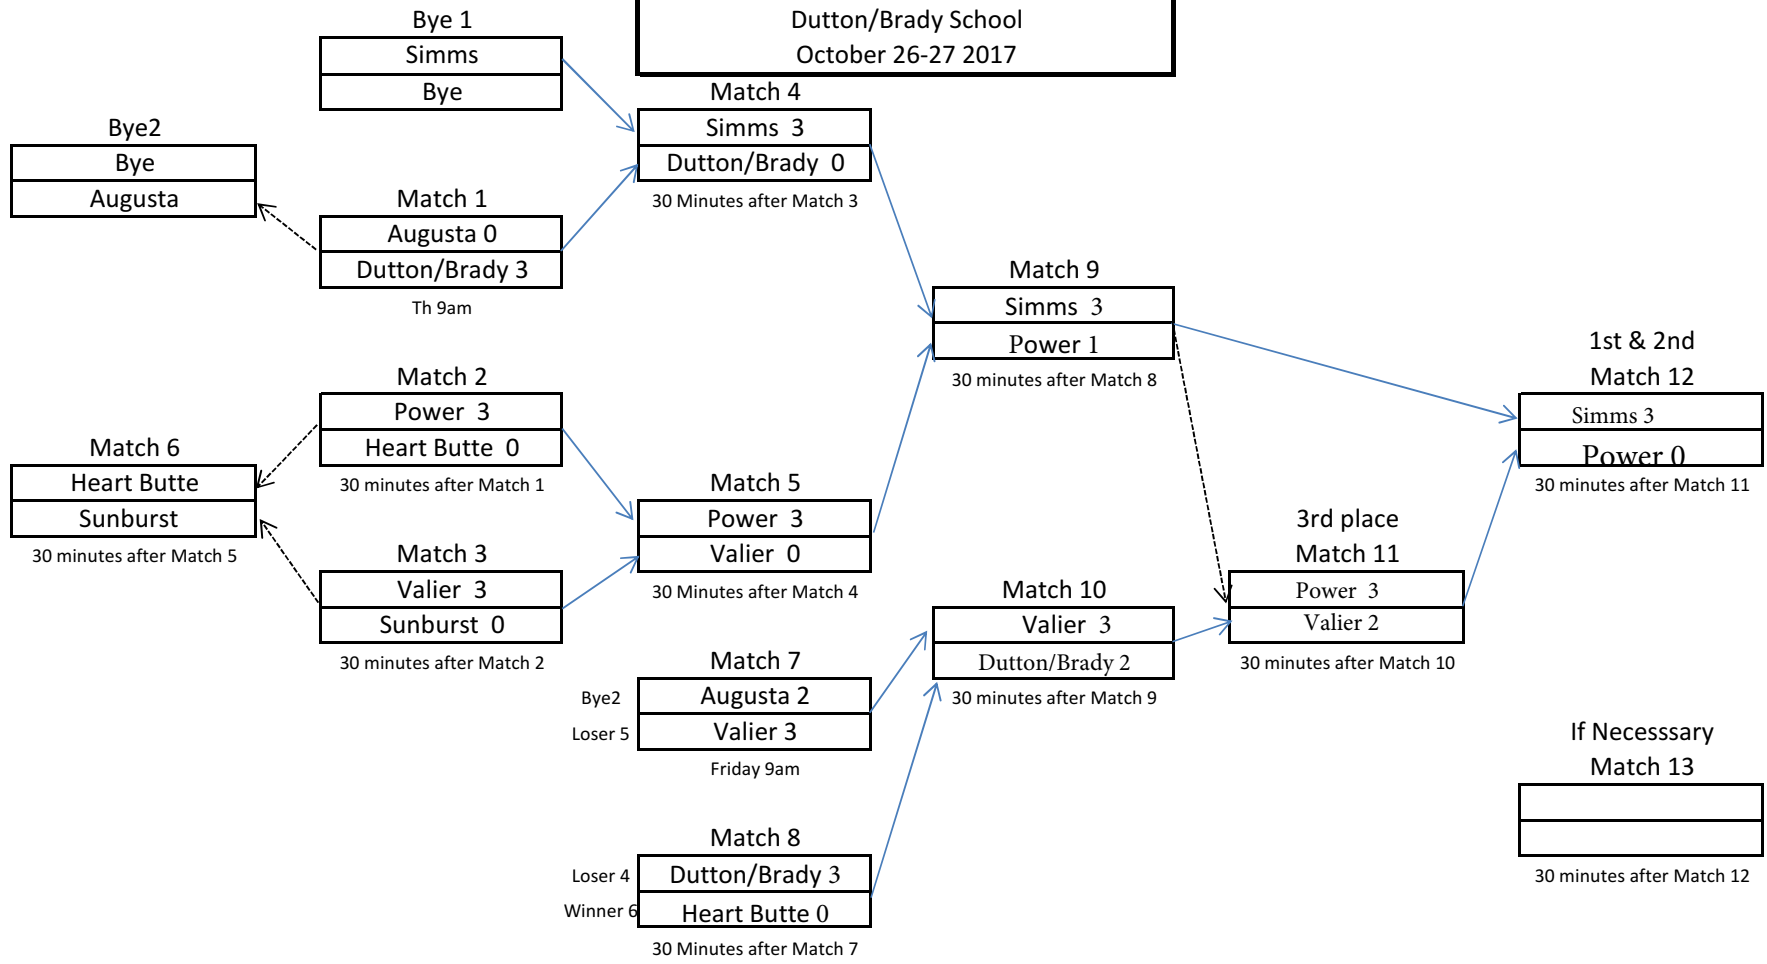 Bye 1
Simms
Bye
Dutton/Brady School
October 26-27 2017
Match 4
Simms  3
Dutton/Brady  0
30 Minutes after Match 3
Bye2
Bye
Augusta
Match 1
Augusta 0
Dutton/Brady 3
Th 9am
Match 9
Simms  3
Power 1
30 minutes after Match 8
1st & 2nd
Match 12
Simms 3
Power 0
30 minutes after Match 11
Match 2
Power  3
Heart Butte  0
30 minutes after Match 1
Match 6
Heart Butte
Sunburst
30 minutes after Match 5
Match 5
Power  3
Valier  0
30 Minutes after Match 4
Match 3
Valier  3
Sunburst  0
30 minutes after Match 2
3rd place
Match 11
Power  3
Valier 2
30 minutes after Match 10
Match 10
Valier  3
Dutton/Brady 2
30 minutes after Match 9
Match 7
Bye2
Augusta 2
Loser 5
Valier 3
Friday 9am
If Necesssary
Match 13
30 minutes after Match 12
Match 8
Loser 4
Dutton/Brady 3
Winner 6
Heart Butte 0
30 Minutes after Match 7